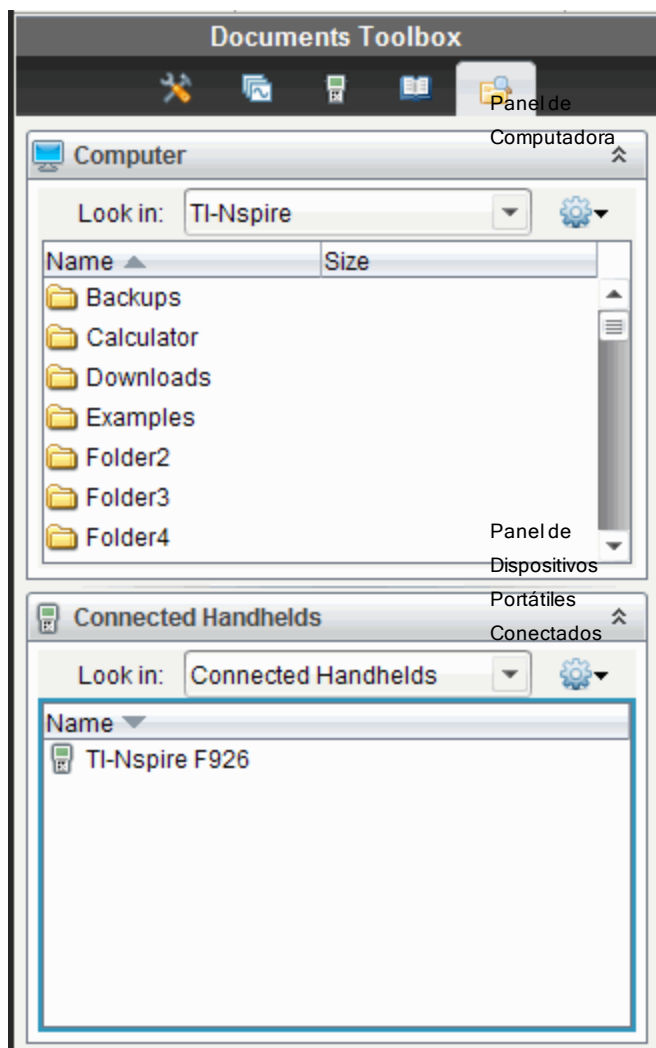 Documents Toolbox
Panel de
Computadora
Computer
Look in: TI-Nspire
Name Size
Backups
Calculator
Downloads
Examples
Folder2
Folder3
Folder4
Panel de
Dispositivos
Portátiles
Conectados
Connected Handhelds
Look in: Connected Handhelds
Name
TI-Nspire F926